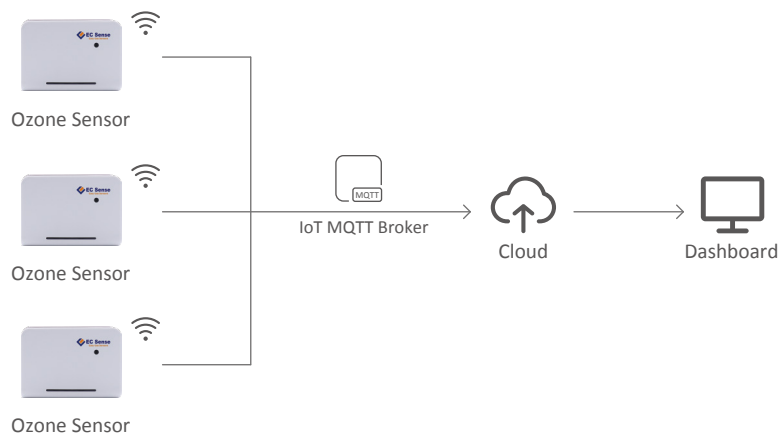 EC Sense
Ozone Sensor
EC Sense
Ozone Sensor
EC Sense
Ozone Sensor
MQTT
IoT MQTT Broker
Cloud
Dashboard